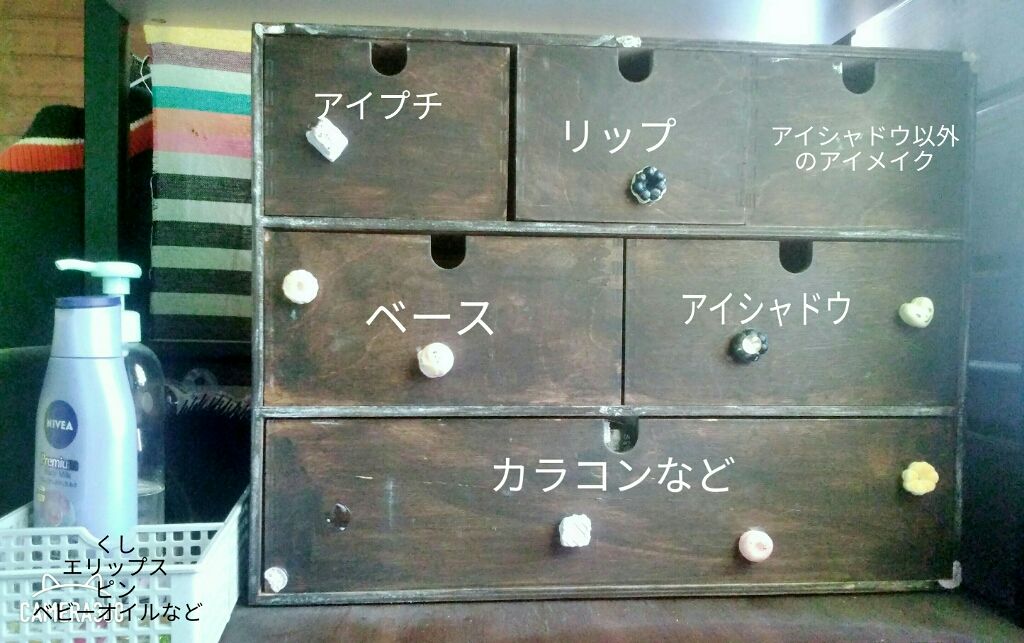 アイプチ
リップ
アイシャドウ以外
のアイメイク
ベース
アイシャドウ
カラコンなど
NIVEA
Premium
くし
エリップス
ピン
ベビーオイルなど